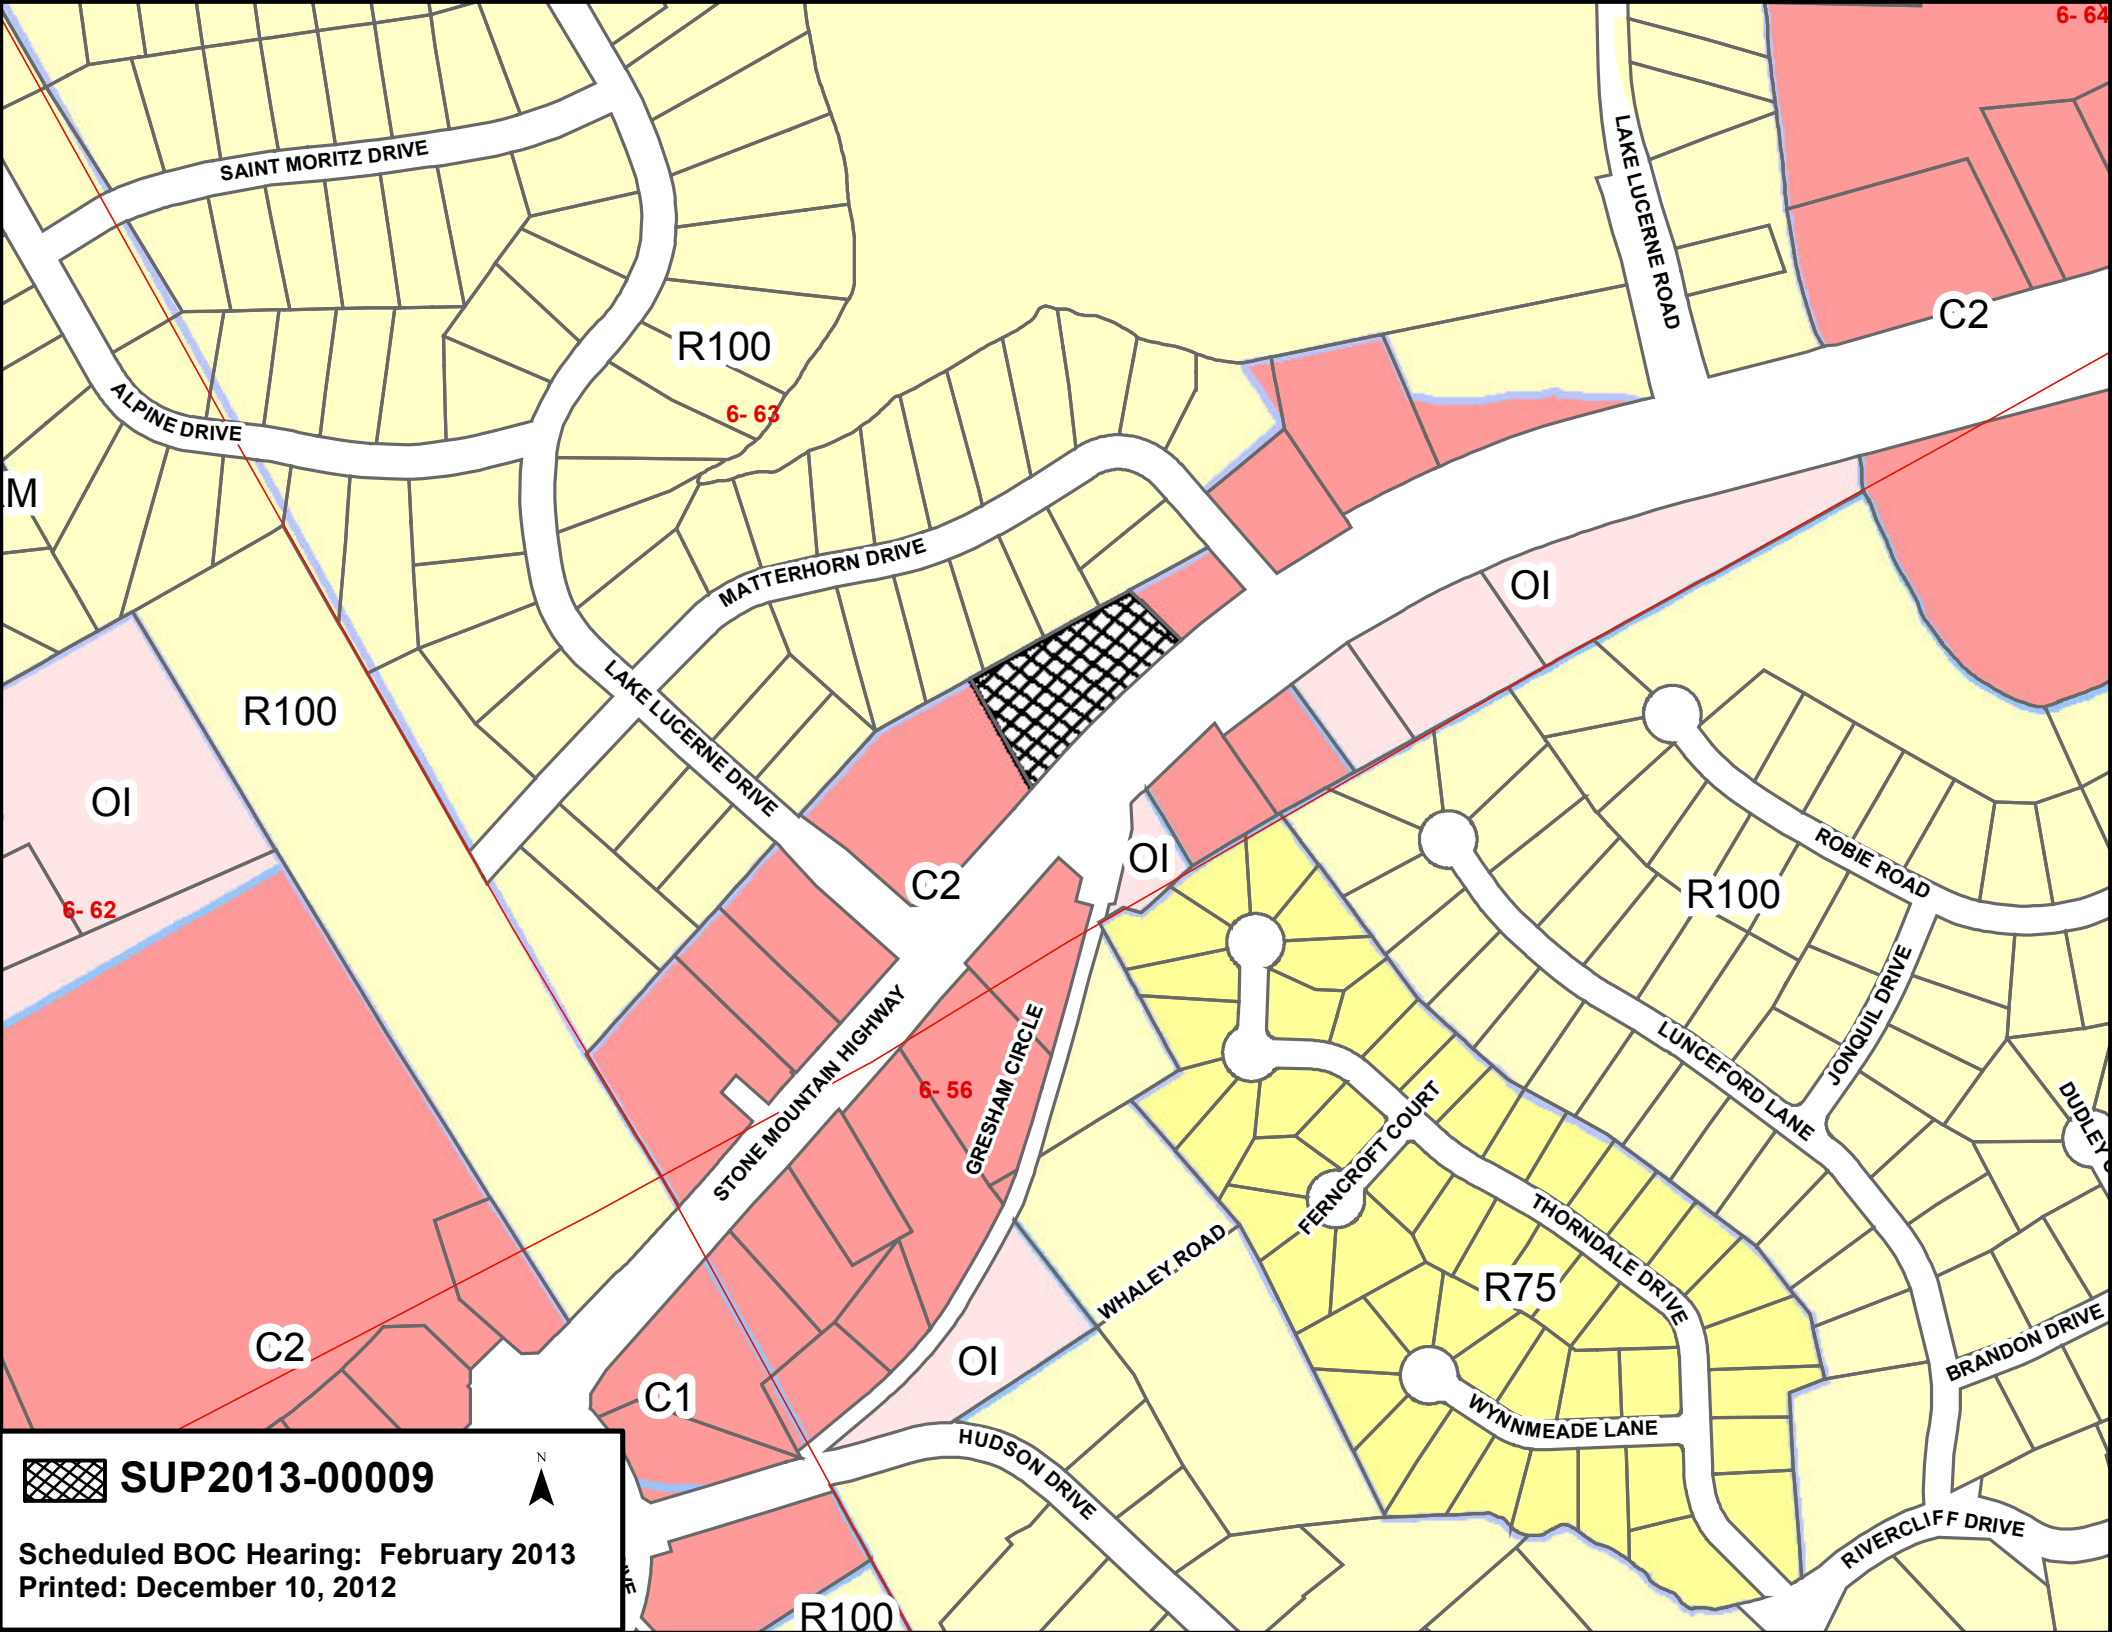 6- 64
SAINT MORITZ DRIVE
LAKE LUCERNE ROAD
C2
R100
6- 63
ALPINE DRIVE
M
MATTERHORN DRIVE
OI
LAKE LUCERNE DRIVE
R100
OI
6- 62
C2
OI
ROBIE ROAD
R100
STONE MOUNTAIN HIGHWAY
GRESHAM CIRCLE
6- 56
JONQUIL DRIVE
LUNCEFORD LANE
DUDLEY C
FERNCROFT COURT
THORNDALE DRIVE
WHALEY ROAD
R75
BRANDON DRIVE
C2
C1
OI
WYNNMEADE LANE
HUDSON DRIVE
RIVERCLIFF DRIVE
R100
SUP2013-00009
N
Scheduled BOC Hearing: February 2013
Printed: December 10, 2012